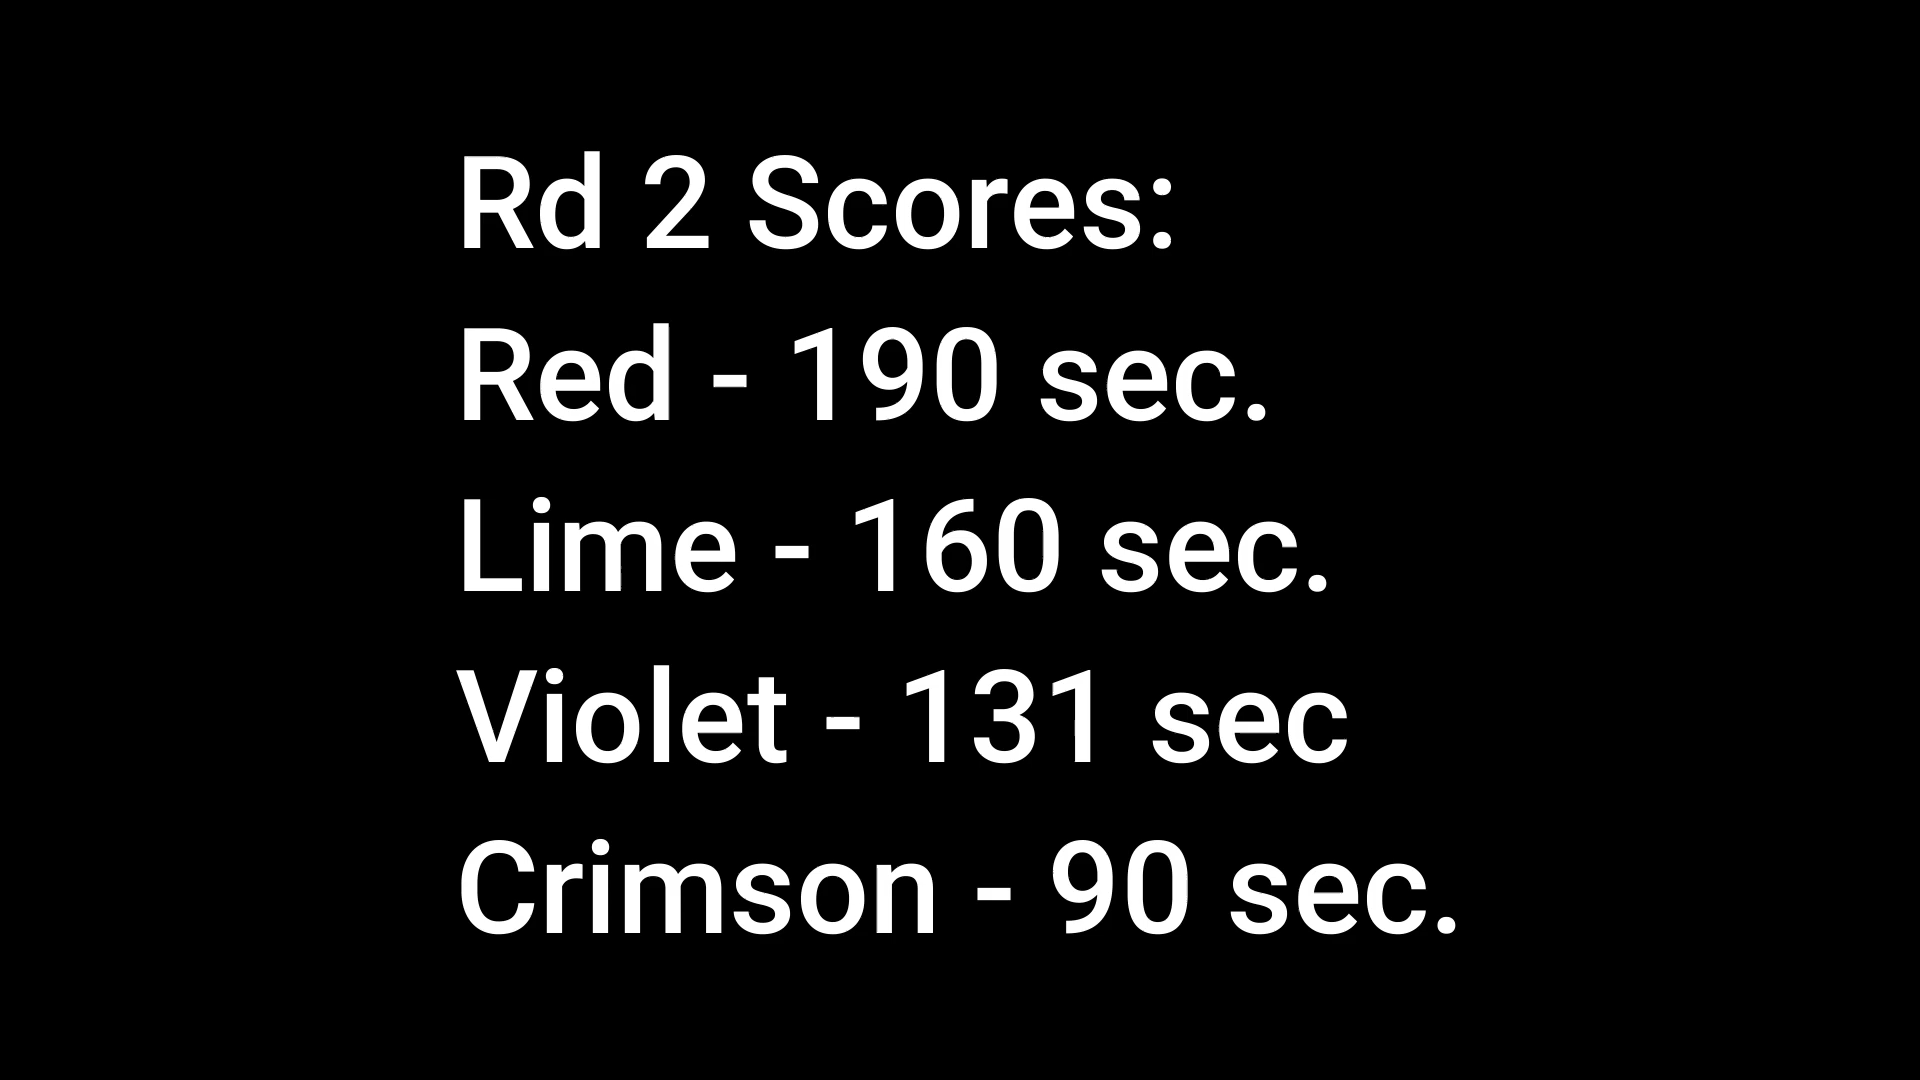 Rd 2 Scores:
Red - 190 sec.
Lime - 160 sec.
Violet - 131 sec
Crimson - 90 sec.